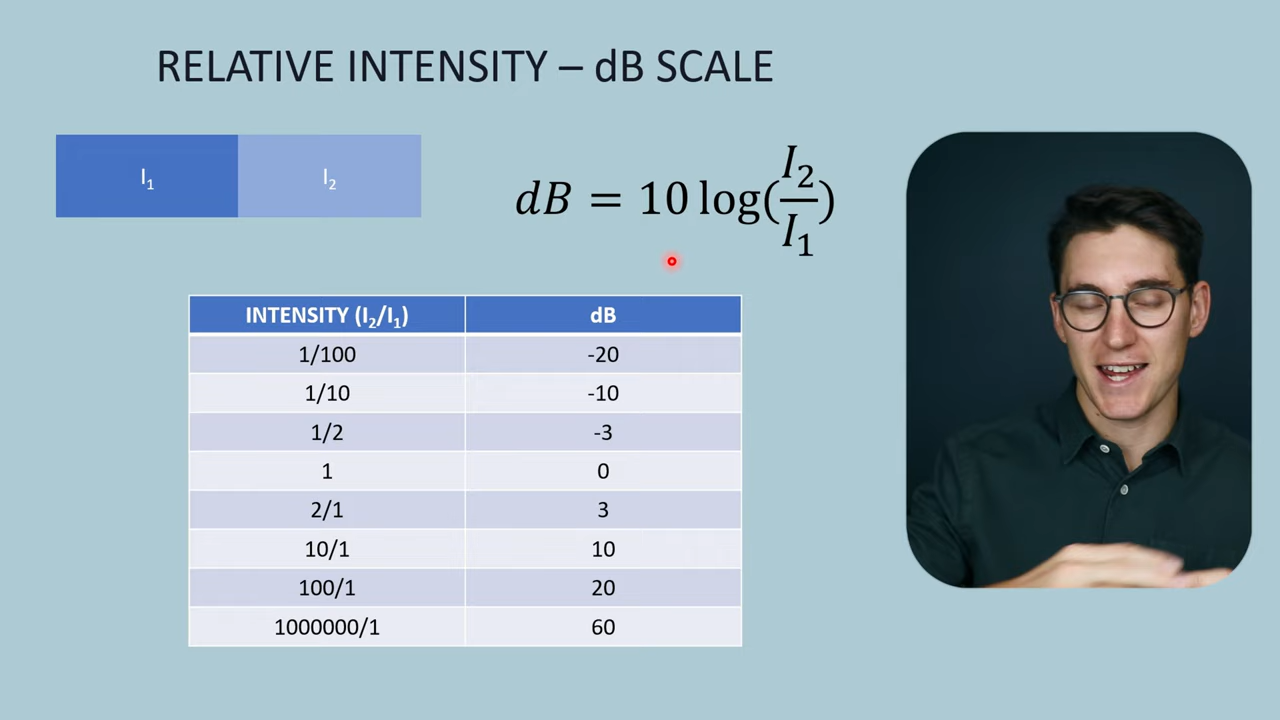 RELATIVE INTENSITY – dB SCALE
I₁ I₂
dB = 10 log(I₂/I₁)
INTENSITY (I₂/I₁) dB
1/100 -20
1/10 -10
1/2 -3
1 0
2/1 3
10/1 10
100/1 20
1000000/1 60